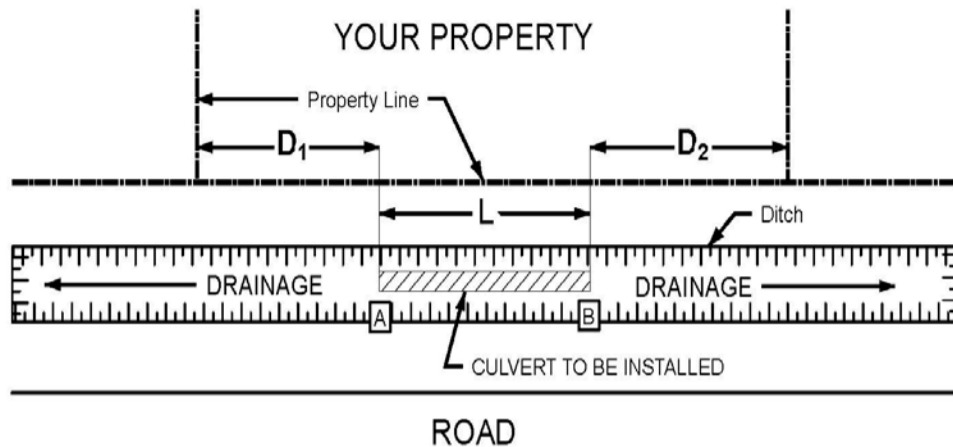 YOUR PROPERTY
Property Line
D₁
D₂
L
Ditch
DRAINAGE
DRAINAGE
A
B
CULVERT TO BE INSTALLED
ROAD